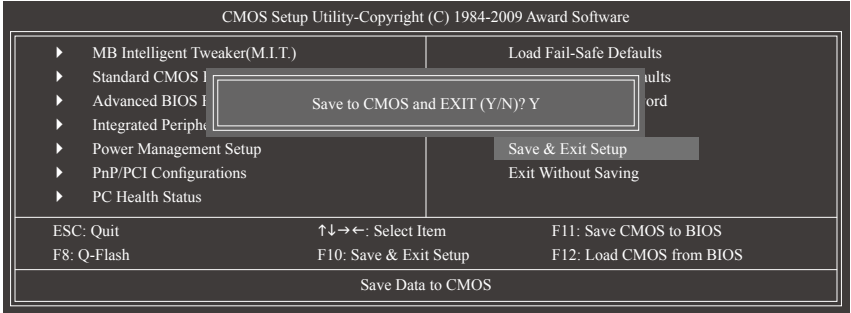 CMOS Setup Utility-Copyright (C) 1984-2009 Award Software
MB Intelligent Tweaker(M.I.T.)
Load Fail-Safe Defaults
Standard CMOS
Advanced BIOS
Integrated
Save to CMOS and EXIT (Y/N)? Y
Power Management Setup
Save & Exit Setup
PnP/PCI Configurations
Exit Without Saving
PC Health Status
ESC: Quit
↑↓→←: Select Item
F11: Save CMOS to BIOS
F8: Q-Flash
F10: Save & Exit Setup
F12: Load CMOS from BIOS
Save Data to CMOS